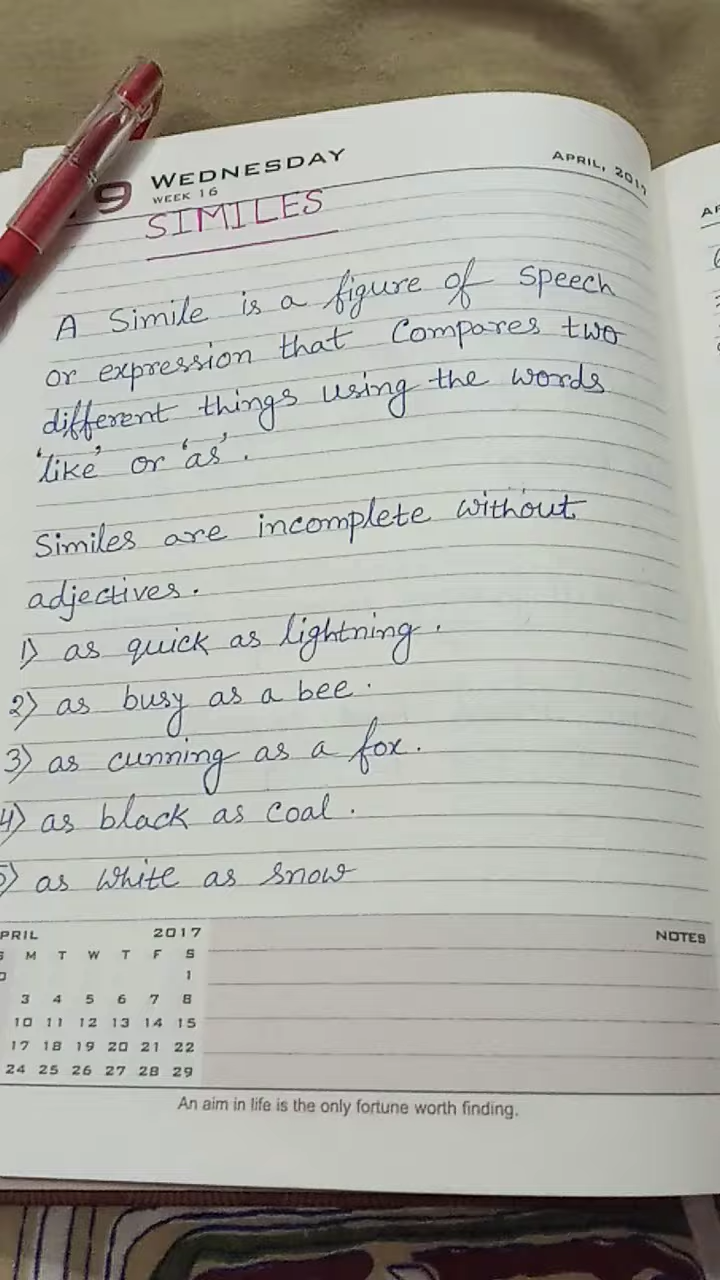 9 WEDNESDAY
WEEK 16
APRIL, 2017
SIMILES
A Simile is a figure of speech
or expression that compares two
different things using the words
'like' or 'as'.
Similes are incomplete without
adjectives.
1) as quick as lightning.
2) as busy as a bee.
3) as cunning as a fox.
4) as black as coal.
5) as white as snow
PRIL 2017
S M T W T F S
1
3 4 5 6 7 8
10 11 12 13 14 15
17 18 19 20 21 22
24 25 26 27 28 29
NOTES
An aim in life is the only fortune worth finding.